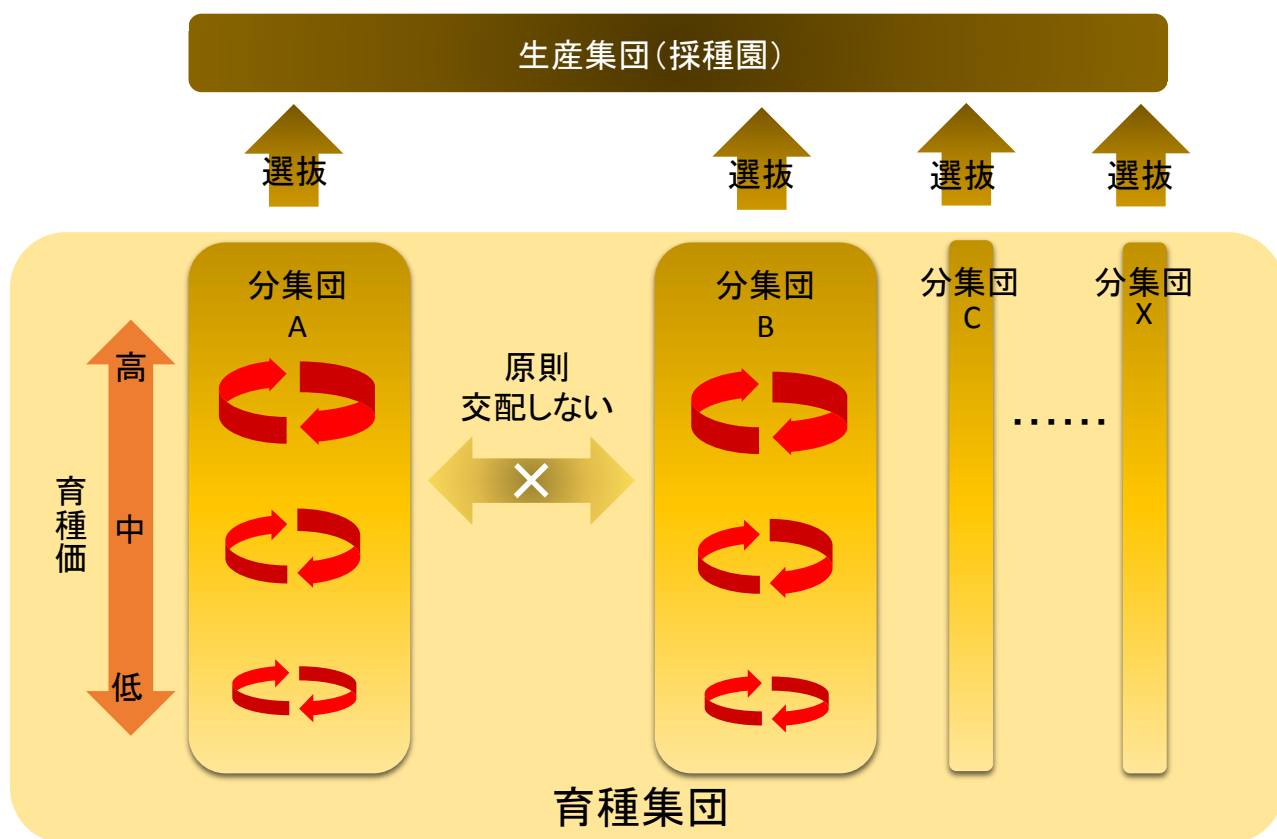 生産集団（採種園）
選抜
選抜
選抜
選抜
分集団
A
分集団
B
分集団
C
分集団
X
高
中
低
育種価
原則
交配しない
×
……
育種集団